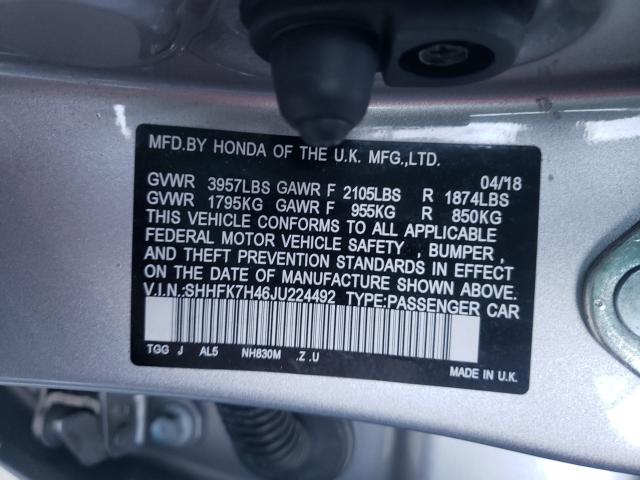 MFD.BY HONDA OF THE U.K. MFG.,LTD.
04/18
GVWR 3957LBS GAWR F 2105LBS R 1874LBS
GVWR 1795KG GAWR F 955KG R 850KG
THIS VEHICLE CONFORMS TO ALL APPLICABLE
FEDERAL MOTOR VEHICLE SAFETY , BUMPER ,
AND THEFT PREVENTION STANDARDS IN EFFECT
ON THE DATE OF MANUFACTURE SHOWN ABOVE.
V.I.N.:SHHFK7H46JU224492 TYPE:PASSENGER CAR
TGG J AL5 NH830M .Z .U
MADE IN U.K.